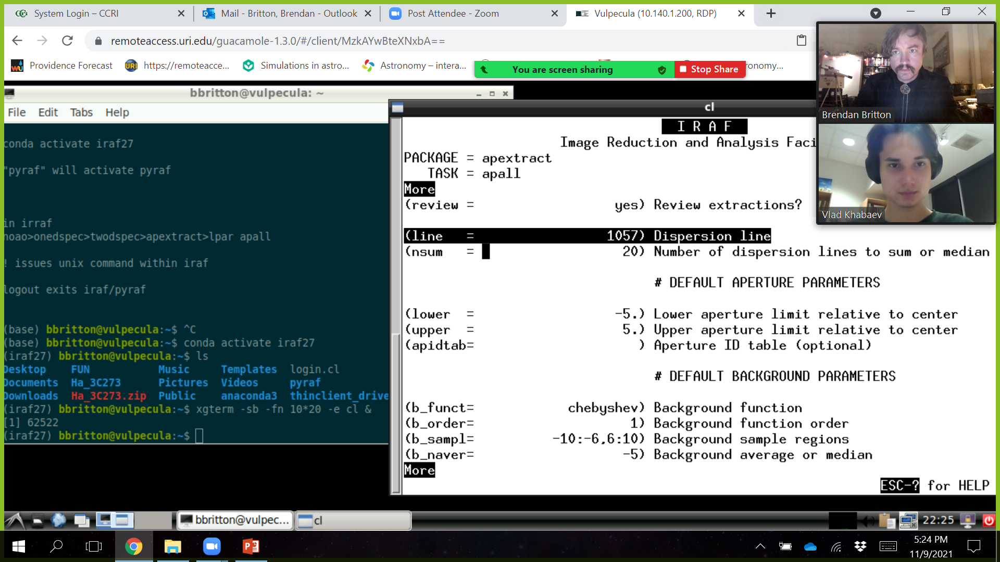 System Login – CCRI
Mail - Britton, Brendan - Outlook
Post Attendee - Zoom
Vulpecula (10.140.1.200, RDP)
remoteaccess.uri.edu/guacamole-1.3.0/#/client/MzkAYwBteXNxbA==
Providence Forecast
URI
https://remoteacce...
Simulations in astro...
Astronomy – intera...
You are screen sharing
Stop Share
ronomy...
Brendan Britton
Vlad Khabaev
bbritton@vulpecula: ~
File Edit Tabs Help
conda activate iraf27
"pyraf" will activate pyraf
in irraf
noao>onedspec>twodspec>apextract>lpar apall
! issues unix command within iraf
logout exits iraf/pyraf
(base) bbritton@vulpecula:~$ ^C
(base) bbritton@vulpecula:~$ conda activate iraf27
(iraf27) bbritton@vulpecula:~$ ls
Desktop FUN Music Templates login.cl
Documents Ha_3C273 Pictures Videos pyraf
Downloads Ha_3C273.zip Public anaconda3 thinclient_drive
(iraf27) bbritton@vulpecula:~$ xgterm -sb -fn 10*20 -e cl &
[1] 62522
(iraf27) bbritton@vulpecula:~$
cl
I R A F
Image Reduction and Analysis Faci
PACKAGE = apextract
TASK = apall
More
(review = yes) Review extractions?
(line = 1057) Dispersion line
(nsum = 20) Number of dispersion lines to sum or median
# DEFAULT APERTURE PARAMETERS
(lower = -5.) Lower aperture limit relative to center
(upper = 5.) Upper aperture limit relative to center
(apidtab= ) Aperture ID table (optional)
# DEFAULT BACKGROUND PARAMETERS
(b_funct= chebyshev) Background function
(b_order= 1) Background function order
(b_sampl= -10:-6,6:10) Background sample regions
(b_naver= -5) Background average or median
More
ESC-? for HELP
bbritton@vulpec...
cl
22:25
5:24 PM
11/9/2021